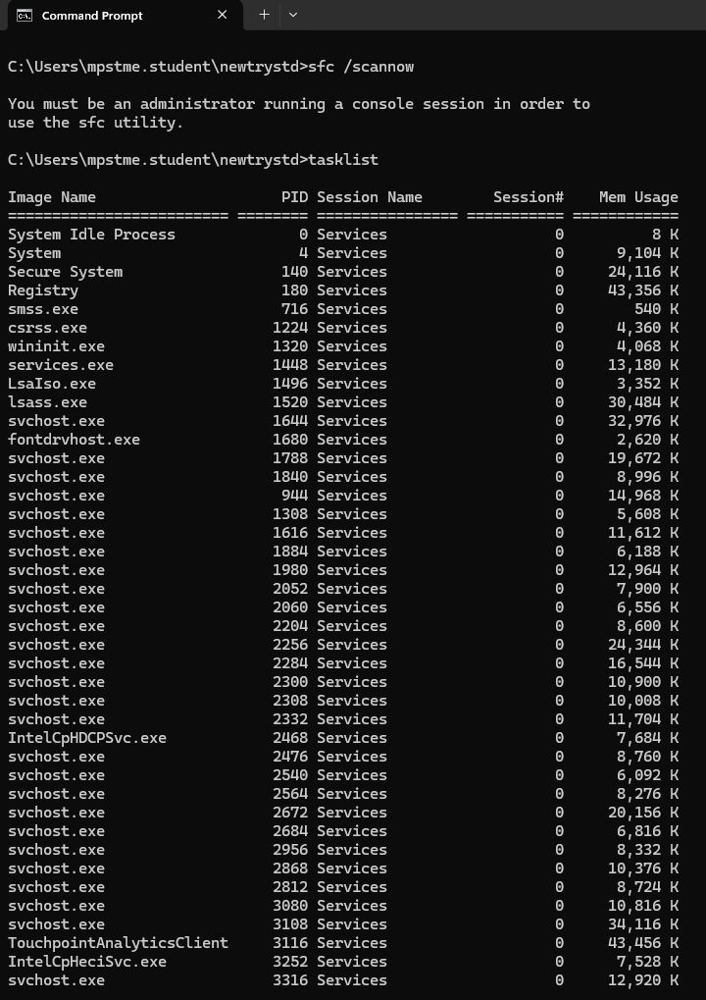 Command Prompt
C:\Users\mpstme.student\newtrystd>sfc /scannow
You must be an administrator running a console session in order to
use the sfc utility.
C:\Users\mpstme.student\newtrystd>tasklist
Image Name                     PID Session Name        Session#    Mem Usage
========================= ======== ================ =========== ============
System Idle Process              0 Services                   0          8 K
System                           4 Services                   0      9,104 K
Secure System                  140 Services                   0     24,116 K
Registry                       180 Services                   0     43,356 K
smss.exe                       716 Services                   0        540 K
csrss.exe                     1224 Services                   0      4,360 K
wininit.exe                   1320 Services                   0      4,068 K
services.exe                  1448 Services                   0     13,180 K
LsaIso.exe                    1496 Services                   0      3,352 K
lsass.exe                     1520 Services                   0     30,484 K
svchost.exe                   1644 Services                   0     32,976 K
fontdrvhost.exe               1680 Services                   0      2,620 K
svchost.exe                   1788 Services                   0     19,672 K
svchost.exe                   1840 Services                   0      8,996 K
svchost.exe                    944 Services                   0     14,968 K
svchost.exe                   1308 Services                   0      5,608 K
svchost.exe                   1616 Services                   0     11,612 K
svchost.exe                   1884 Services                   0      6,188 K
svchost.exe                   1980 Services                   0     12,964 K
svchost.exe                   2052 Services                   0      7,900 K
svchost.exe                   2060 Services                   0      6,556 K
svchost.exe                   2204 Services                   0      8,600 K
svchost.exe                   2256 Services                   0     24,344 K
svchost.exe                   2284 Services                   0     16,544 K
svchost.exe                   2300 Services                   0     10,900 K
svchost.exe                   2308 Services                   0     10,008 K
svchost.exe                   2332 Services                   0     11,704 K
IntelCpHDCPSvc.exe            2468 Services                   0      7,684 K
svchost.exe                   2476 Services                   0      8,760 K
svchost.exe                   2540 Services                   0      6,092 K
svchost.exe                   2564 Services                   0      8,276 K
svchost.exe                   2672 Services                   0     20,156 K
svchost.exe                   2684 Services                   0      6,816 K
svchost.exe                   2956 Services                   0      8,332 K
svchost.exe                   2868 Services                   0     10,376 K
svchost.exe                   2812 Services                   0      8,724 K
svchost.exe                   3080 Services                   0     10,816 K
svchost.exe                   3108 Services                   0     34,116 K
TouchpointAnalyticsClient     3116 Services                   0     43,456 K
IntelCpHeciSvc.exe            3252 Services                   0      7,528 K
svchost.exe                   3316 Services                   0     12,920 K